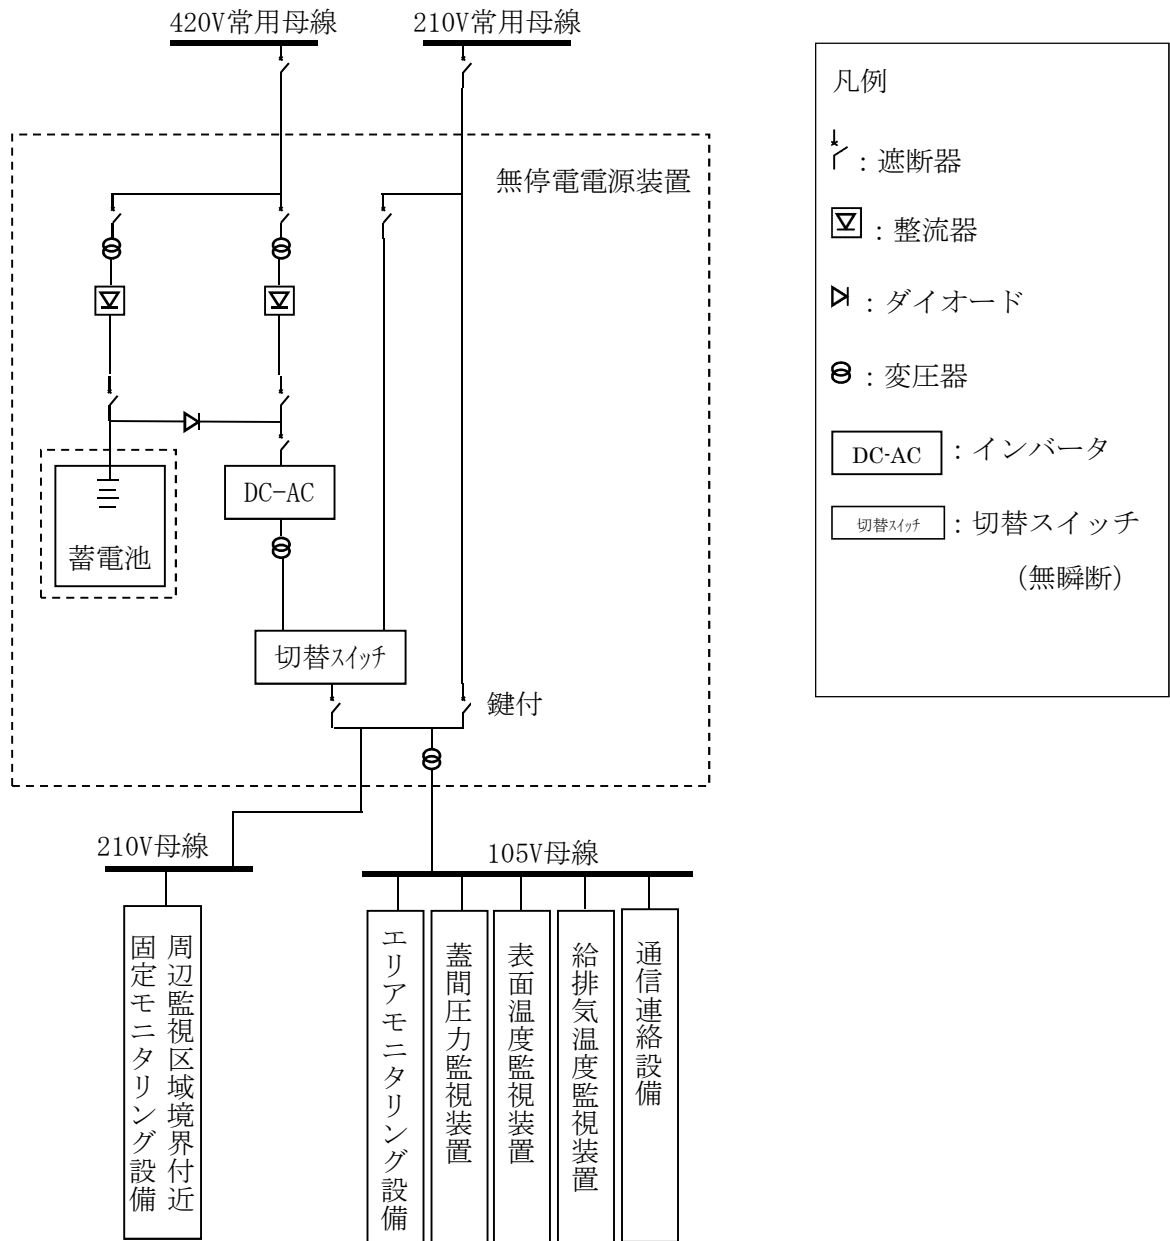 420V常用母線
210V常用母線
無停電電源装置
DC-AC
蓄電池
切替スイッチ
鍵付
210V母線
105V母線
周辺監視区域境界付近
固定モニタリング設備
エリアモニタリング設備
蓋間圧力監視装置
表面温度監視装置
給排気温度監視装置
通信連絡設備
凡例
：遮断器
：整流器
：ダイオード
：変圧器
DC-AC ：インバータ
切替スイッチ ：切替スイッチ
（無瞬断）